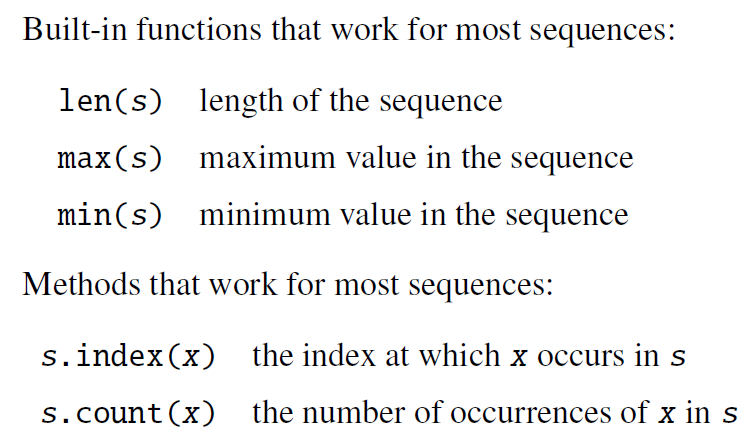 Built-in functions that work for most sequences:
len(s) length of the sequence
max(s) maximum value in the sequence
min(s) minimum value in the sequence
Methods that work for most sequences:
s.index(x) the index at which x occurs in s
s.count(x) the number of occurrences of x in s